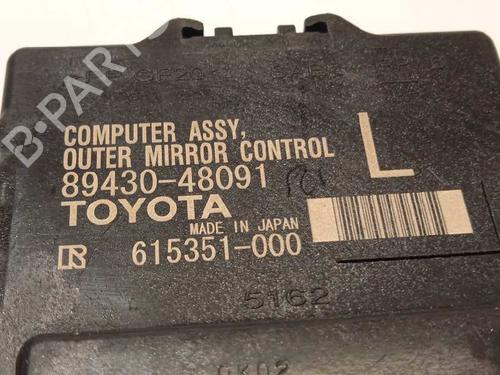 B-PARTS
COMPUTER ASSY,
OUTER MIRROR CONTROL
89430-48091
L
TOYOTA
MADE IN JAPAN
615351-000
5162